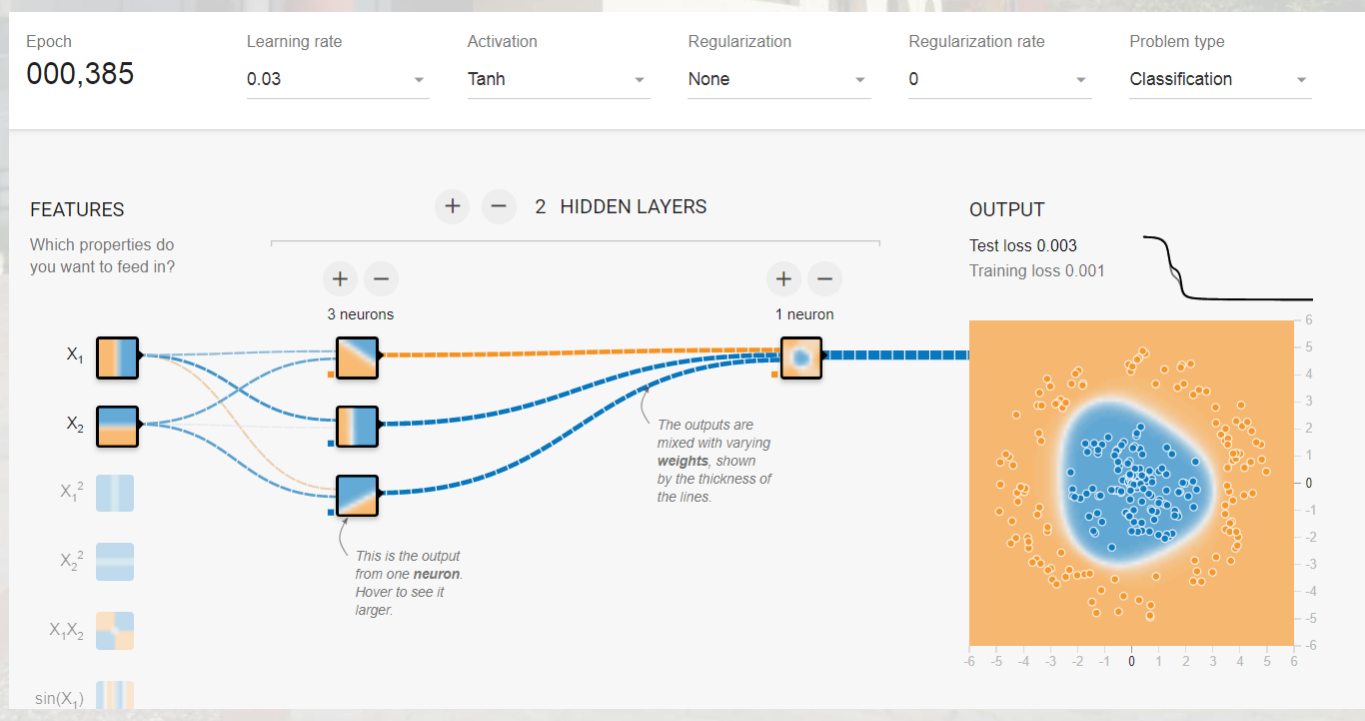 Epoch
000,385
Learning rate
0.03
Activation
Tanh
Regularization
None
Regularization rate
0
Problem type
Classification
FEATURES
Which properties do
you want to feed in?
X₁
X₂
X₁²
X₂²
X₁X₂
sin(X₁)
+ − 2 HIDDEN LAYERS
+ −
3 neurons
+ −
1 neuron
This is the output
from one neuron.
Hover to see it
larger.
The outputs are
mixed with varying
weights, shown
by the thickness of
the lines.
OUTPUT
Test loss 0.003
Training loss 0.001
6
5
4
3
2
1
0
-1
-2
-3
-4
-5
-6
-6 -5 -4 -3 -2 -1 0 1 2 3 4 5 6